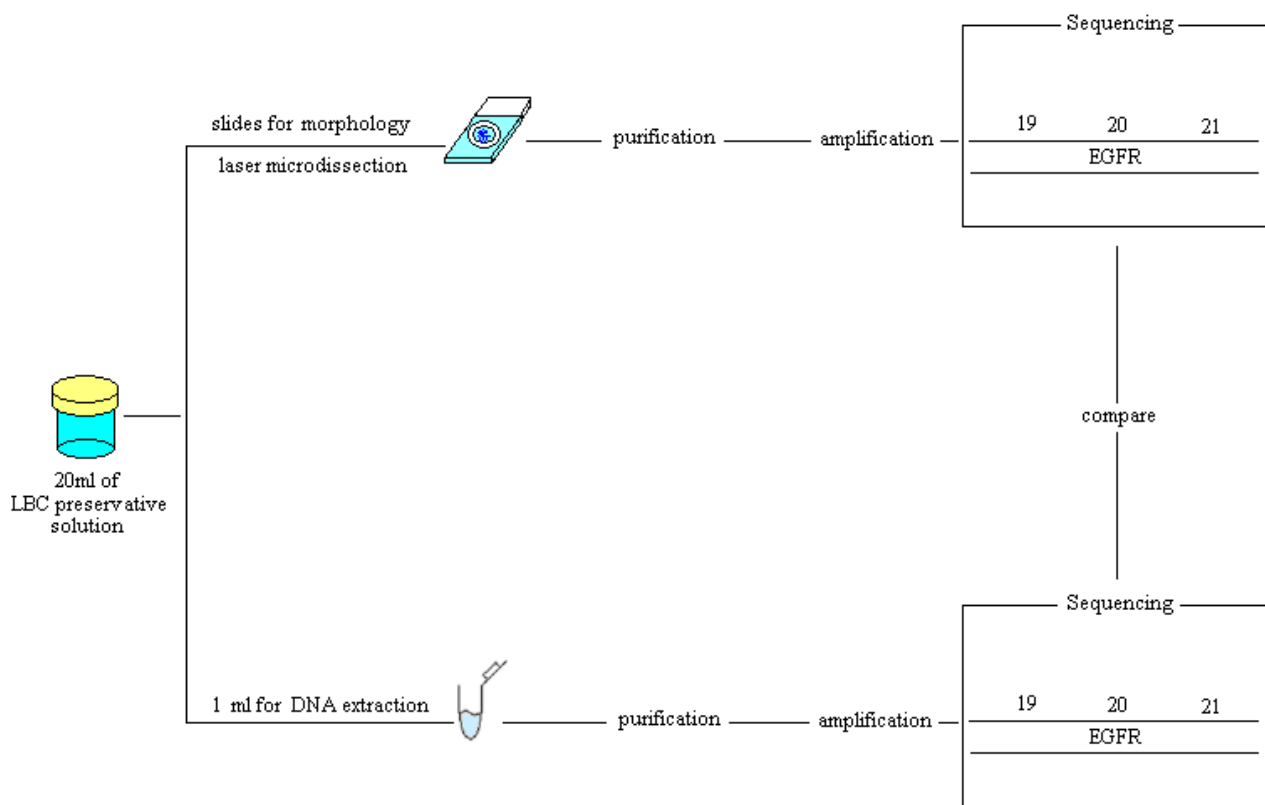 Sequencing
slides for morphology
laser microdissection
purification
amplification
19 20 21
EGFR
20ml of
LBC preservative
solution
compare
Sequencing
1 ml for DNA extraction
purification
amplification
19 20 21
EGFR